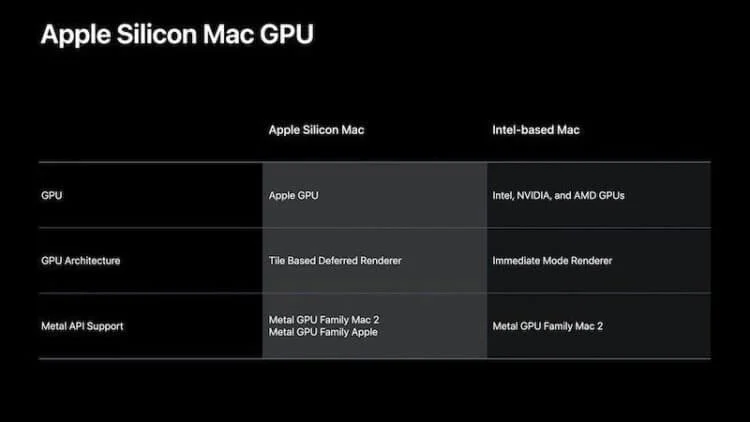 Apple Silicon Mac GPU
Apple Silicon Mac Intel-based Mac
GPU Apple GPU Intel, NVIDIA, and AMD GPUs
GPU Architecture Tile Based Deferred Renderer Immediate Mode Renderer
Metal API Support Metal GPU Family Mac 2 Metal GPU Family Mac 2
Metal GPU Family Apple